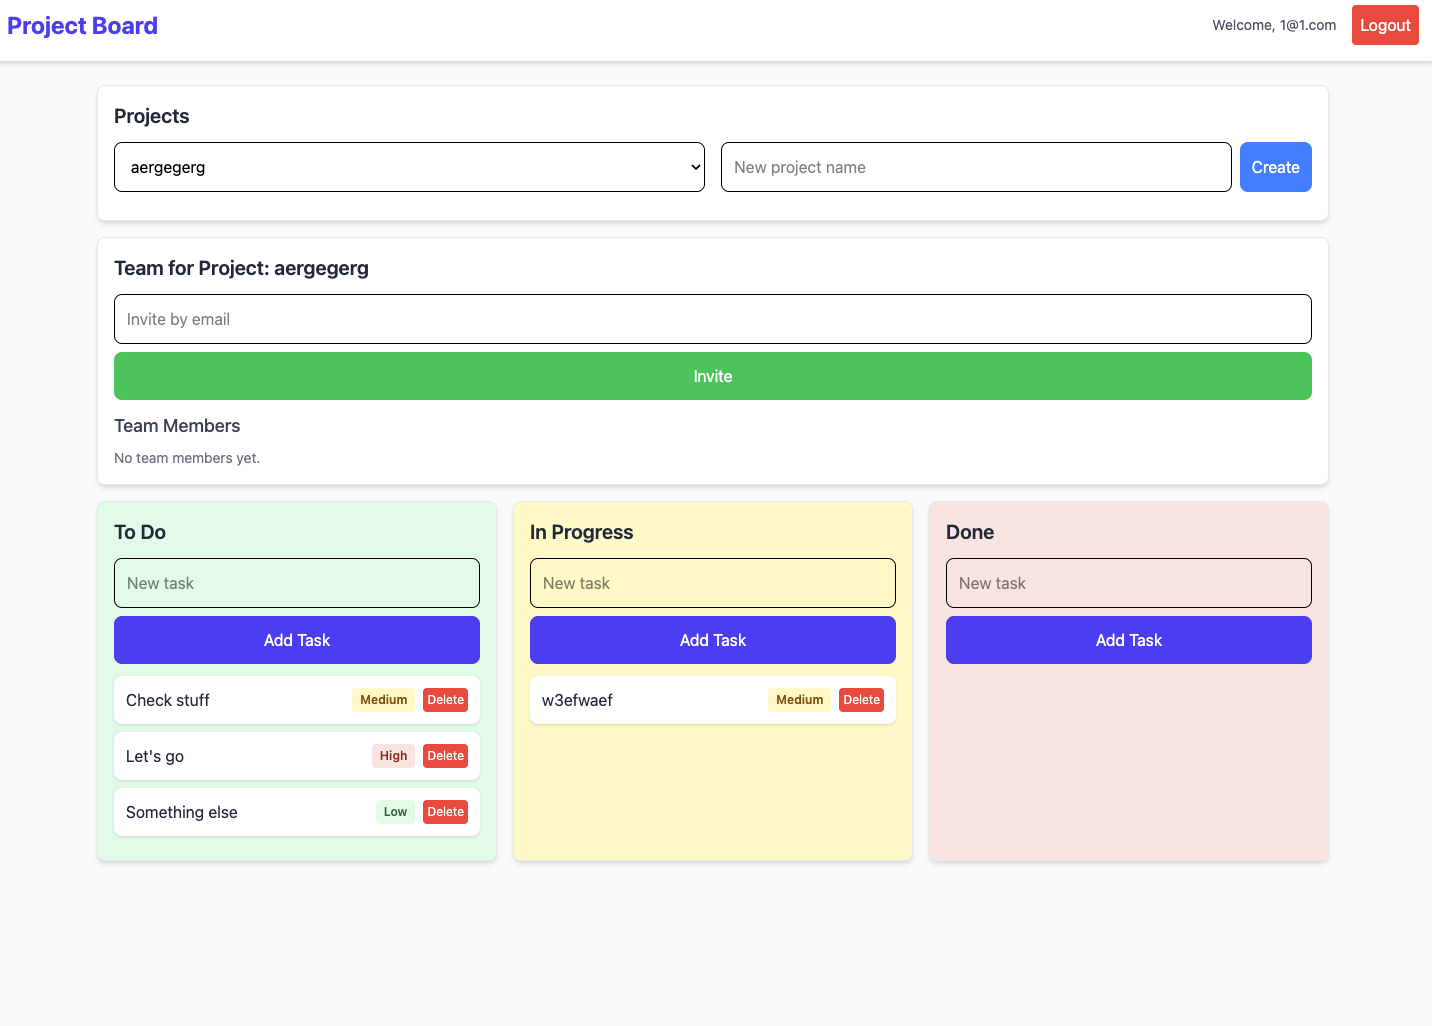 Project Board
Welcome, 1@1.com
Logout
Projects
aergegerg
New project name
Create
Team for Project: aergegerg
Invite by email
Invite
Team Members
No team members yet.
To Do
New task
Add Task
Check stuff Medium Delete
Let's go High Delete
Something else Low Delete
In Progress
New task
Add Task
w3efwaef Medium Delete
Done
New task
Add Task